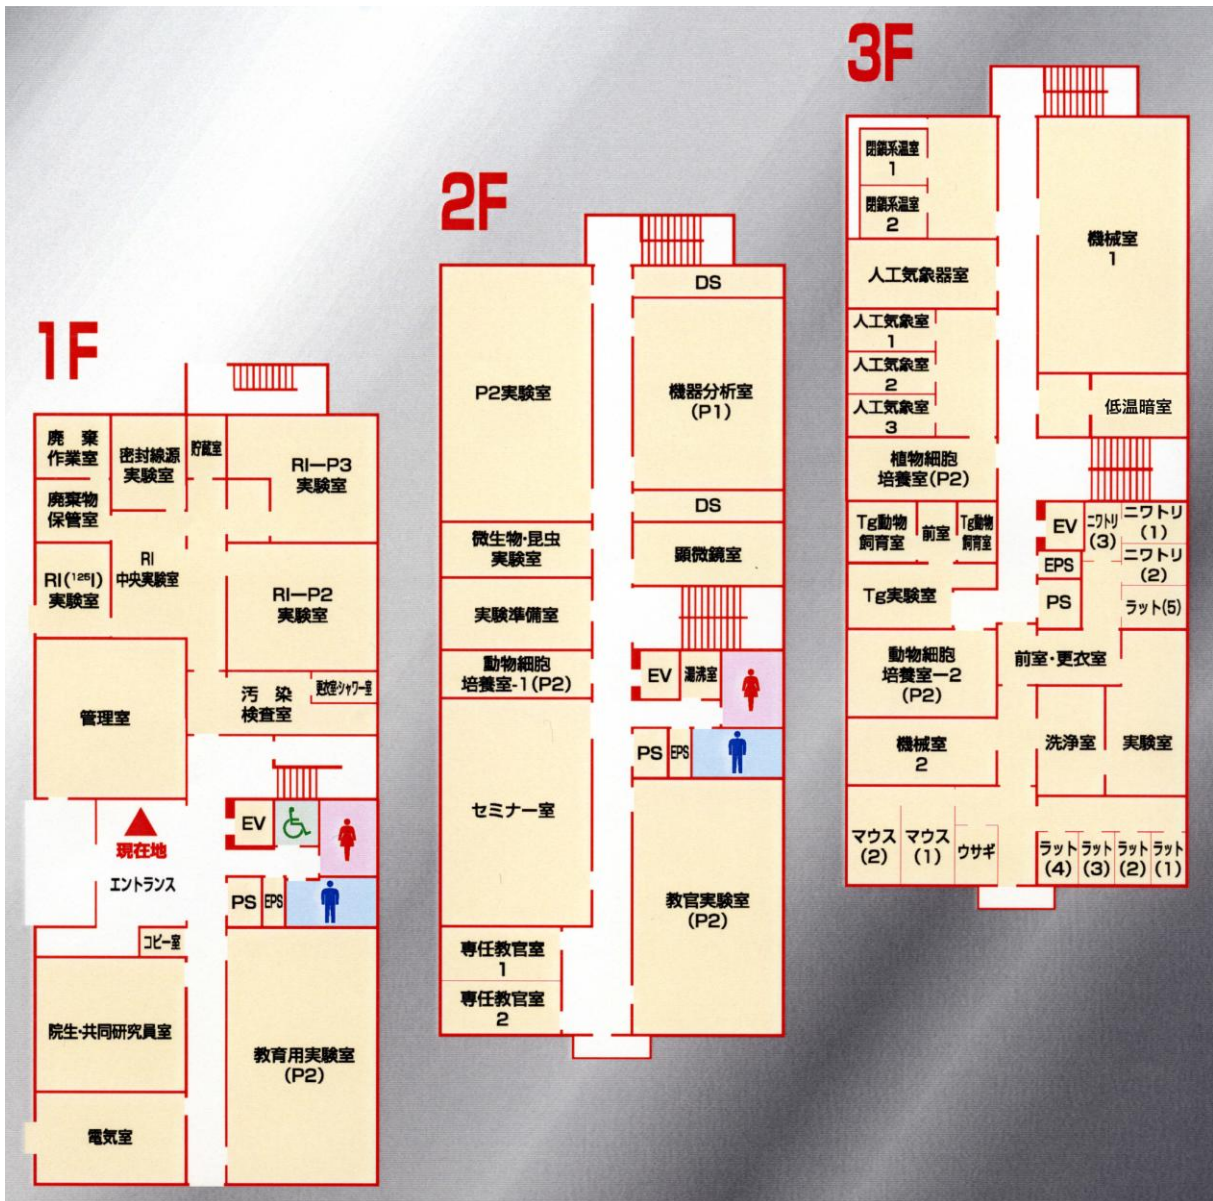 1F
廃 棄
作業室
密封線源
実験室
貯蔵室
RI-P3
実験室
廃棄物
保管室
RI(¹²⁵I)
実験室
RI
中央実験室
RI-P2
実験室
管理室
汚 染
検査室
更衣室・シャワー室
EV
現在地
エントランス
PS
EPS
コピー室
院生・共同研究員室
教育用実験室
(P2)
電気室
2F
DS
P2実験室
機器分析室
(P1)
DS
微生物・昆虫
実験室
顕微鏡室
実験準備室
動物細胞
培養室-1(P2)
EV
湯沸室
PS
EPS
セミナー室
教官実験室
(P2)
専任教官室
1
専任教官室
2
3F
閉鎖系温室
1
閉鎖系温室
2
機械室
1
人工気象器室
人工気象室
1
人工気象室
2
人工気象室
3
低温暗室
植物細胞
培養室(P2)
Tg動物
飼育室
前室
Tg動物
飼育室
EV
ニワトリ
(3)
ニワトリ
(1)
ニワトリ
(2)
EPS
PS
ラット(5)
Tg実験室
動物細胞
培養室-2
(P2)
前室・更衣室
機械室
2
洗浄室
実験室
マウス
(2)
マウス
(1)
ウサギ
ラット
(4)
ラット
(3)
ラット
(2)
ラット
(1)